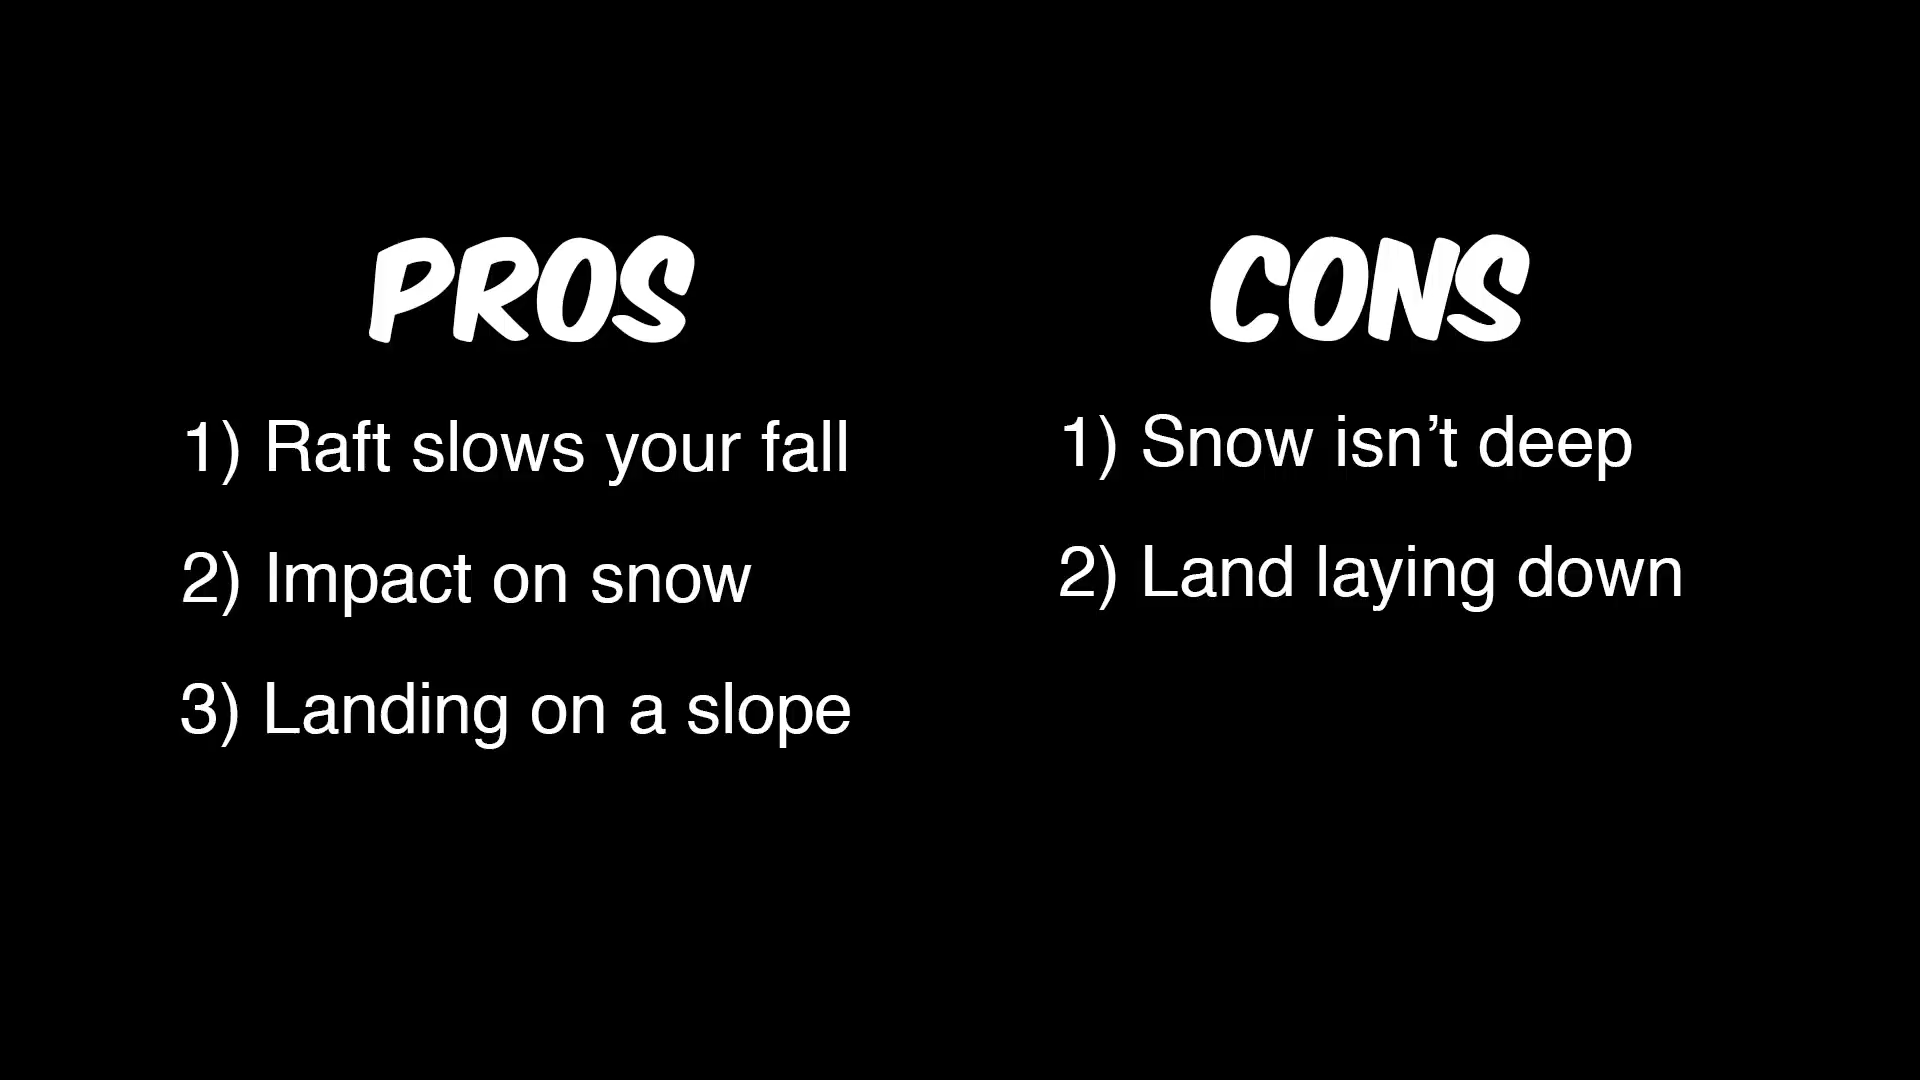 PROS
1) Raft slows your fall
2) Impact on snow
3) Landing on a slope
CONS
1) Snow isn’t deep
2) Land laying down